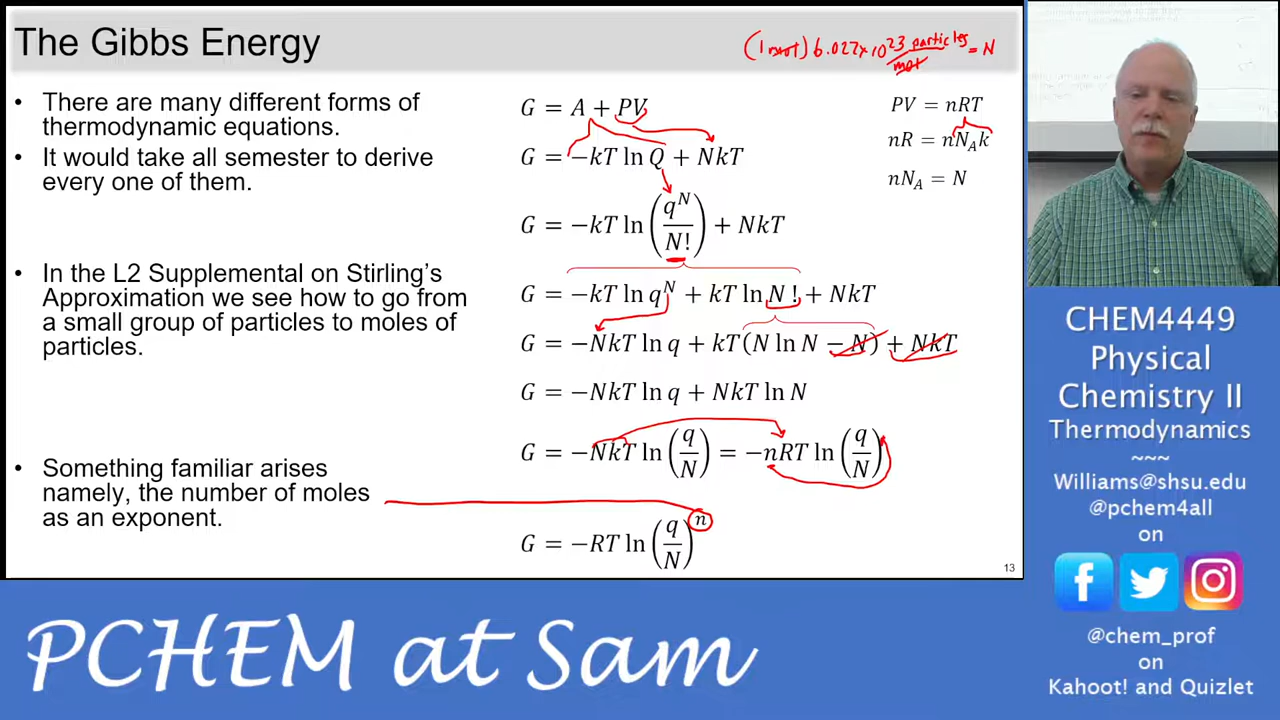 The Gibbs Energy
(1 mol) 6.022×10^23 particles/mol = N
• There are many different forms of
thermodynamic equations.
• It would take all semester to derive
every one of them.
• In the L2 Supplemental on Stirling's
Approximation we see how to go from
a small group of particles to moles of
particles.
• Something familiar arises
namely, the number of moles
as an exponent.
G = A + PV
G = −kT ln Q + NkT
G = −kT ln (q^N / N!) + NkT
G = −kT ln q^N + kT ln N ! + NkT
G = −NkT ln q + kT(N ln N − N) + NkT
G = −NkT ln q + NkT ln N
G = −NkT ln (q/N) = −nRT ln (q/N)
G = −RT ln (q/N)^n
PV = nRT
nR = nN_A k
nN_A = N
13
CHEM4449
Physical
Chemistry II
Thermodynamics
~~~
Williams@shsu.edu
@pchem4all
on
@chem_prof
on
Kahoot! and Quizlet
PCHEM at Sam